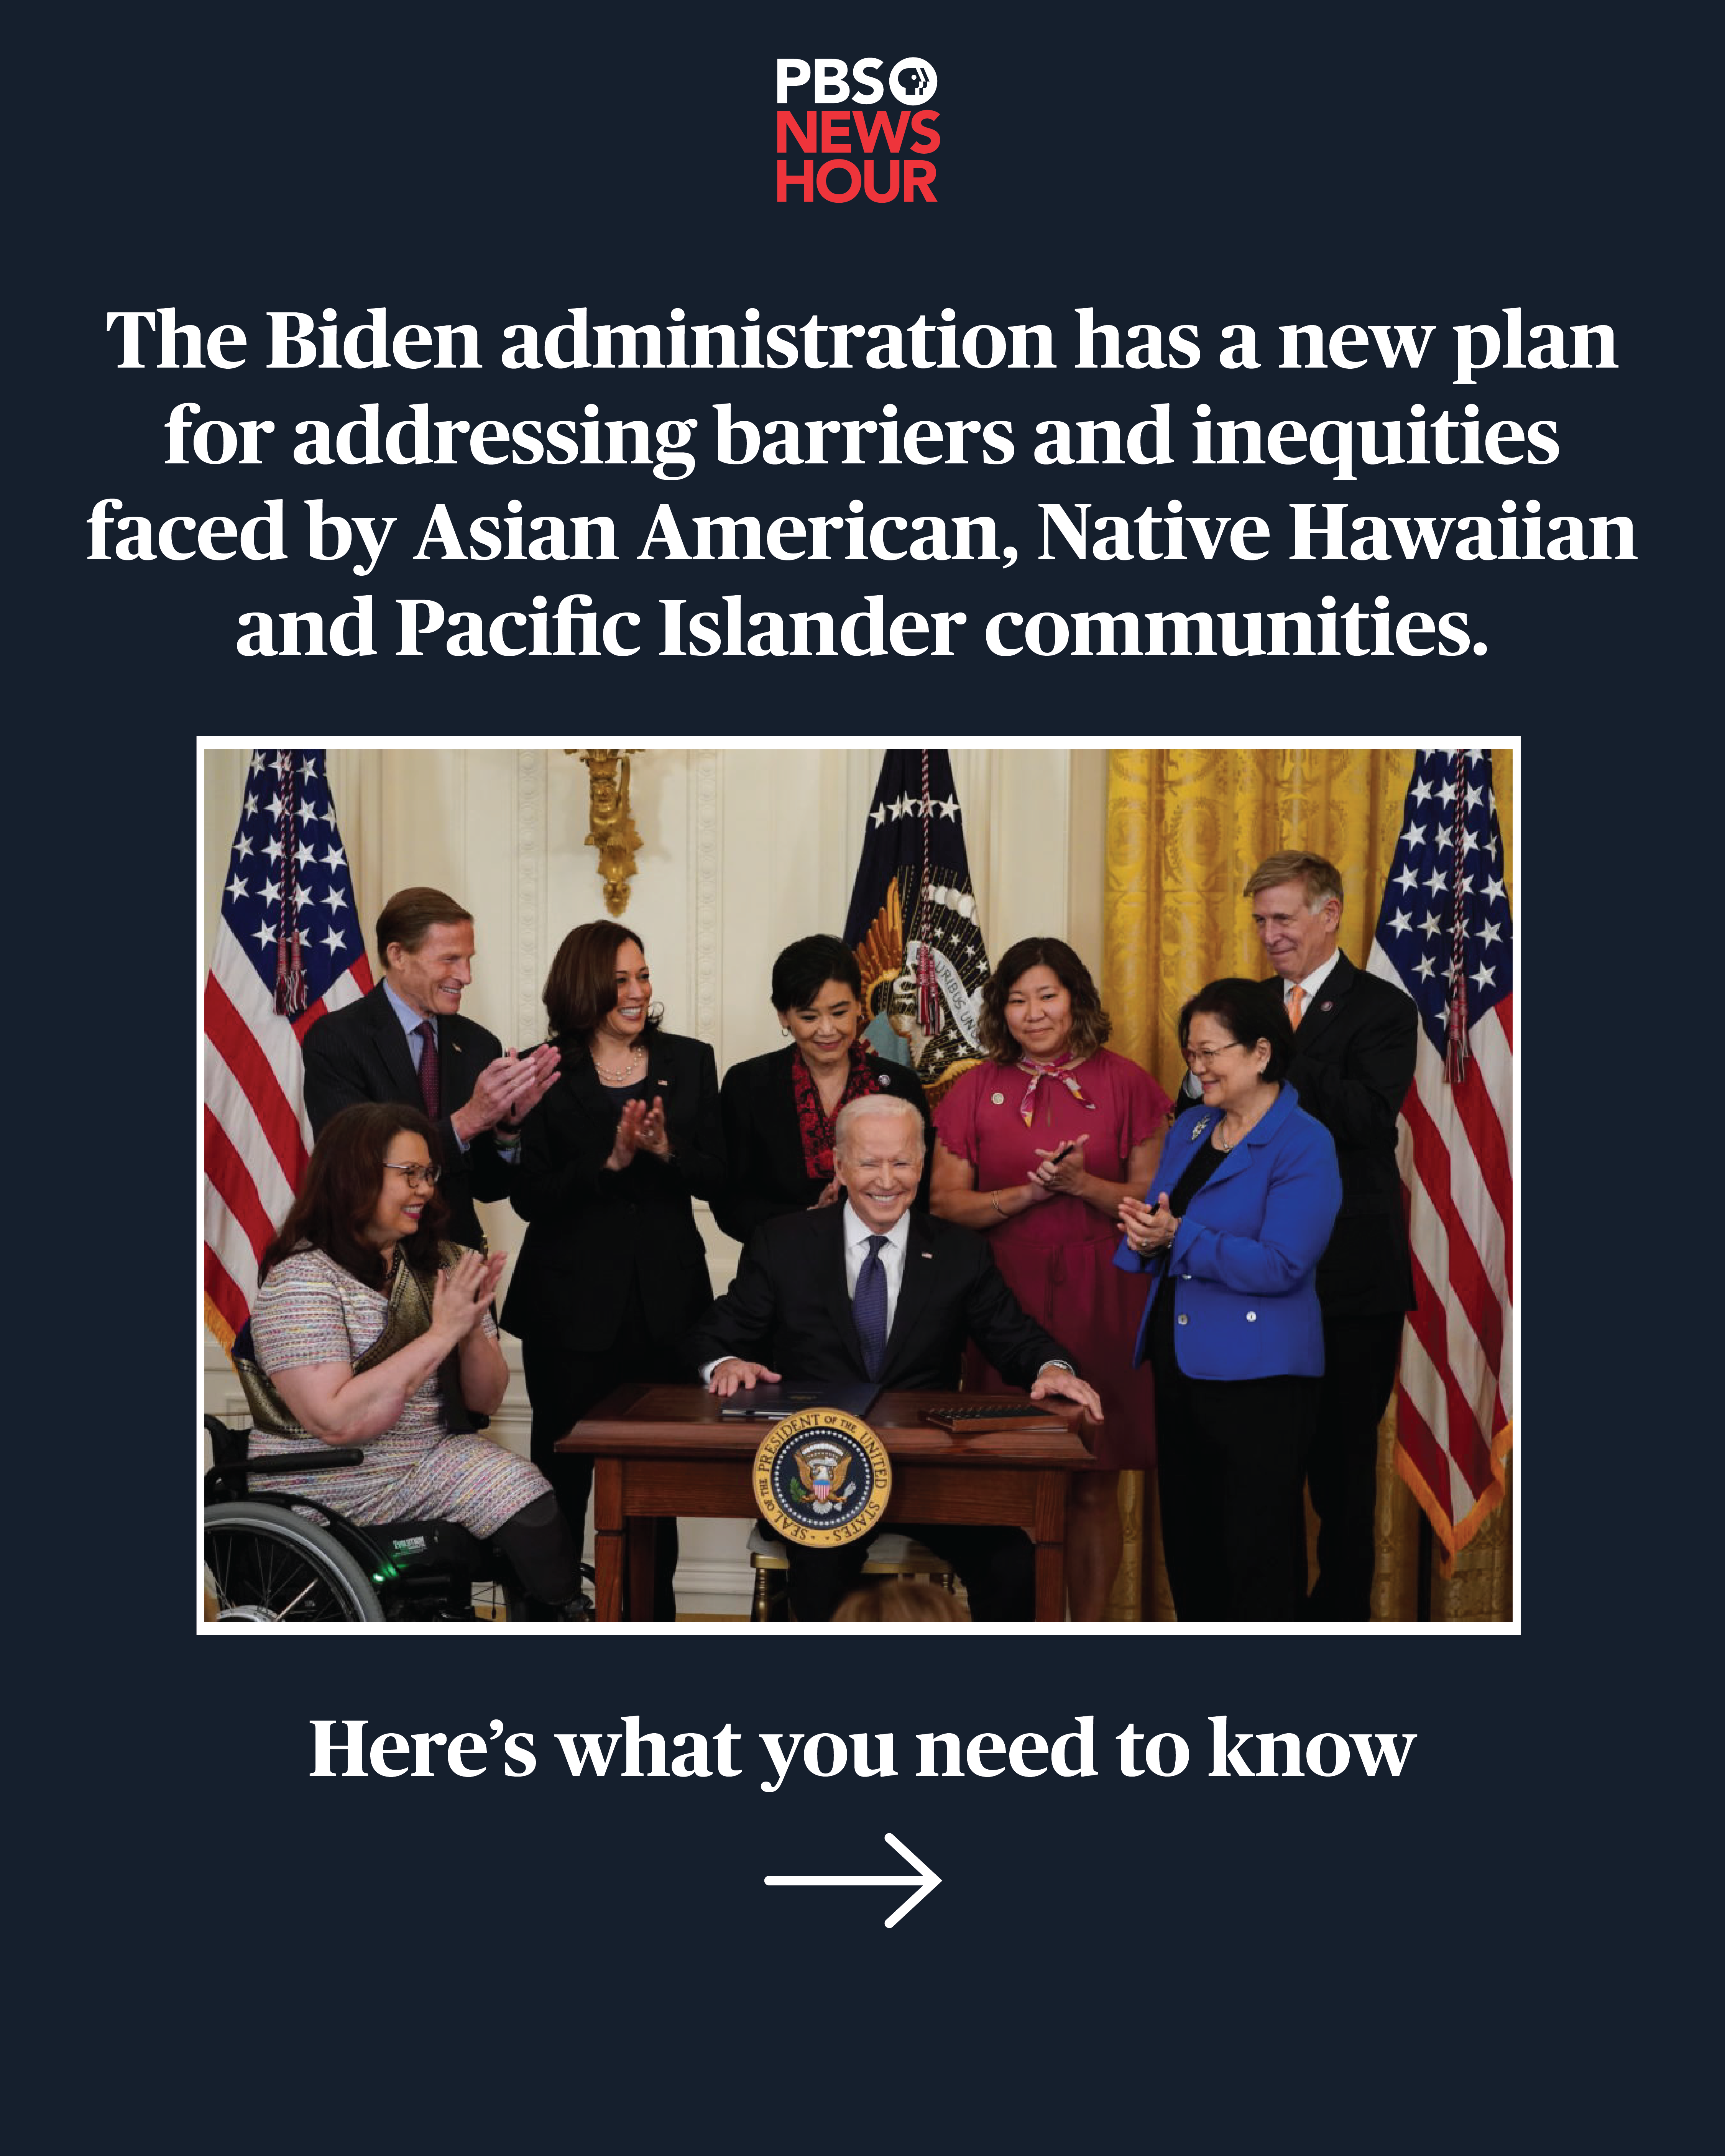 PBS
NEWS
HOUR
The Biden administration has a new plan
for addressing barriers and inequities
faced by Asian American, Native Hawaiian
and Pacific Islander communities.
URIBUS UN
SEAL OF THE PRESIDENT OF THE UNITED STATES
Here’s what you need to know